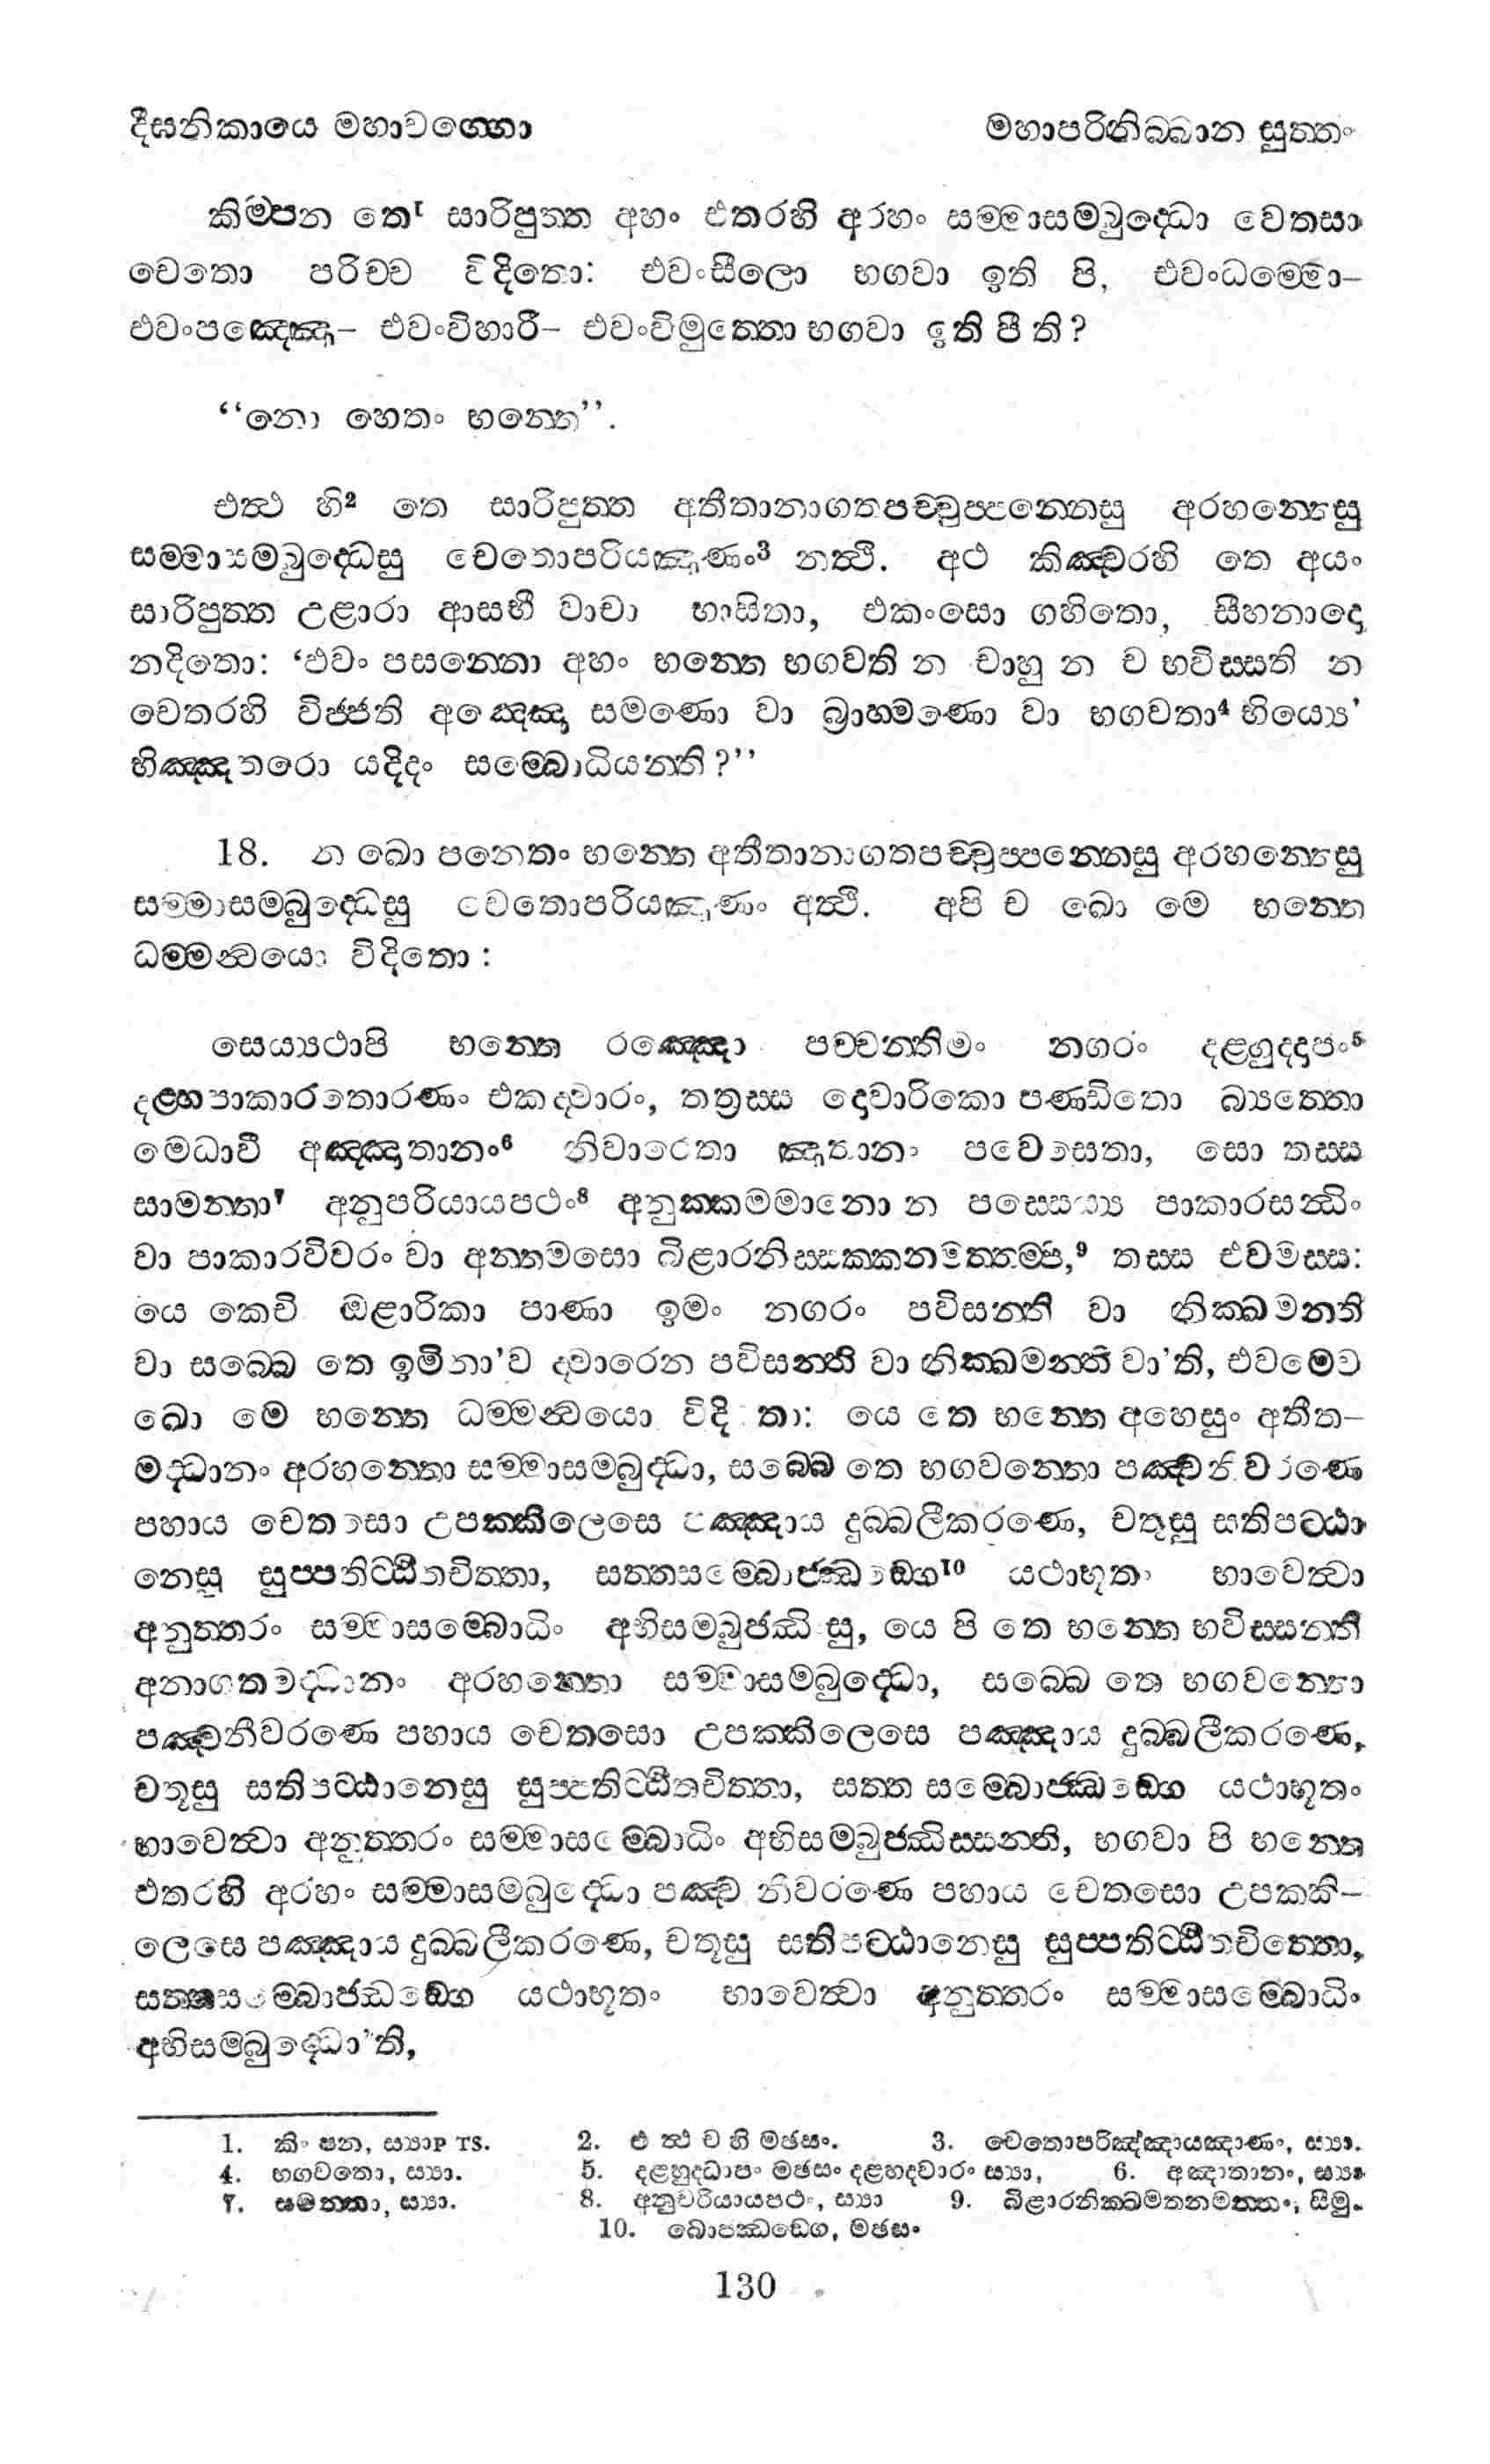 දීඝනිකායෙ මහාවග්ගො මහාපරිනිබ්බාන සුත්තං
කිම්පන තෙ¹ සාරිපුත්ත අහං එතරහි අරහං සම්මාසම්බුද්ධො චෙතසා
චෙතො පරිච්ච විදිතො: එවංසීලො භගවා ඉති පි, එවංධම්මො–
එවංපඤ්ඤා– එවංවිහාරී– එවංවිමුත්තො භගවා ඉති පී ති?
‘‘නො හෙතං භන්තෙ’’.
එත්ථ හි² තෙ සාරිපුත්ත අතීතානාගතපච්චුප්පන්නෙසු අරහන්තෙසු
සම්මාසම්බුද්ධෙසු චෙතොපරියඤාණං³ නත්ථි. අථ කිඤ්චරහි තෙ අයං
සාරිපුත්ත උළාරා ආසභී වාචා භාසිතා, එකංසො ගහිතො, සීහනාදො
නදිතො: ‘එවං පසන්නො අහං භන්තෙ භගවති න චාහු න ච භවිස්සති න
චෙතරහි විජ්ජති අඤ්ඤො සමණො වා බ්‍රාහ්මණො වා භගවතා⁴ භිය්‍යො’
භිඤ්ඤතරො යදිදං සම්බොධියන්ති?’’
18. න ඛො පනෙතං භන්තෙ අතීතානාගතපච්චුප්පන්නෙසු අරහන්තෙසු
සම්මාසම්බුද්ධෙසු චෙතොපරියඤාණං අත්ථි. අපි ච ඛො මෙ භන්තෙ
ධම්මන්වයො විදිතො :
සෙය්‍යථාපි භන්තෙ රඤ්ඤො පච්චන්තිමං නගරං දළ්හුද්දාපං⁵
දළ්හපාකාරතොරණං එකද්වාරං, තත්‍රස්ස දොවාරිකො පණ්ඩිතො බ්‍යත්තො
මෙධාවී අඤ්ඤාතානං⁶ නිවාරෙතා ඤාතානං පවෙසෙතා, සො තස්ස
සාමන්තා⁷ අනුපරියායපථං⁸ අනුක්කමමානො න පස්සෙය්‍ය පාකාරසන්ධිං
වා පාකාරවිවරං වා අන්තමසො බිළාරනිස්සක්කනමත්තම්පි,⁹ තස්ස එවමස්ස:
යෙ කෙචි ඔළාරිකා පාණා ඉමං නගරං පවිසන්ති වා නික්ඛමන්ති
වා සබ්බෙ තෙ ඉමිනා’ව ද්වාරෙන පවිසන්ති වා නික්ඛමන්ති වා’ති, එවමෙව
ඛො මෙ භන්තෙ ධම්මන්වයො විදිතො: යෙ තෙ භන්තෙ අහෙසුං අතීත–
මද්ධානං අරහන්තො සම්මාසම්බුද්ධා, සබ්බෙ තෙ භගවන්තො පඤ්ච නීවරණෙ
පහාය චෙතසො උපක්කිලෙසෙ පඤ්ඤාය දුබ්බලීකරණෙ, චතූසු සතිපට්ඨා
නෙසු සුප්පතිට්ඨීතචිත්තා, සත්තසම්බොජ්ඣඞ්ගෙ¹⁰ යථාභූතං භාවෙත්වා
අනුත්තරං සම්මාසම්බොධිං අභිසම්බුජ්ඣිංසු, යෙ පි තෙ භන්තෙ භවිස්සන්ති
අනාගතමද්ධානං අරහන්තො සම්මාසම්බුද්ධො, සබ්බෙ තෙ භගවන්තො
පඤ්චනීවරණෙ පහාය චෙතසො උපක්කිලෙසෙ පඤ්ඤාය දුබ්බලීකරණෙ,
චතූසු සතිපට්ඨානෙසු සුප්පතිට්ඨීතචිත්තා, සත්ත සම්බොජ්ඣඞ්ගෙ යථාභූතං
භාවෙත්වා අනුත්තරං සම්මාසම්බොධිං අභිසම්බුජ්ඣිස්සන්ති, භගවා පි භන්තෙ
එතරහි අරහං සම්මාසම්බුද්ධො පඤ්ච නීවරණෙ පහාය චෙතසො උපක්කි–
ලෙසෙ පඤ්ඤාය දුබ්බලීකරණෙ, චතූසු සතිපට්ඨානෙසු සුප්පතිට්ඨීතචිත්තො,
සත්තසම්බොජ්ඣඞ්ගෙ යථාභූතං භාවෙත්වා අනුත්තරං සම්මාසම්බොධිං
අභිසම්බුද්ධො’ති,
1. කිං පන, ස්‍යාP TS. 2. එ ත්ථ ච හි මඡසං. 3. චෙතොපරිඤ්ඤායඤාණං, ස්‍යා.
4. භගවතො, ස්‍යා. 5. දළ්හුද්ධාපං මඡසං දළ්හද්වාරං ස්‍යා, 6. අඤාතානං, ස්‍යා
7. සමන්තා, ස්‍යා. 8. අනුචරියායපථං, ස්‍යා 9. බිළාරනික්ඛමනමත්තං, සීමු.
10. බොජ්ඣඞ්ගෙ, මඡසං
130